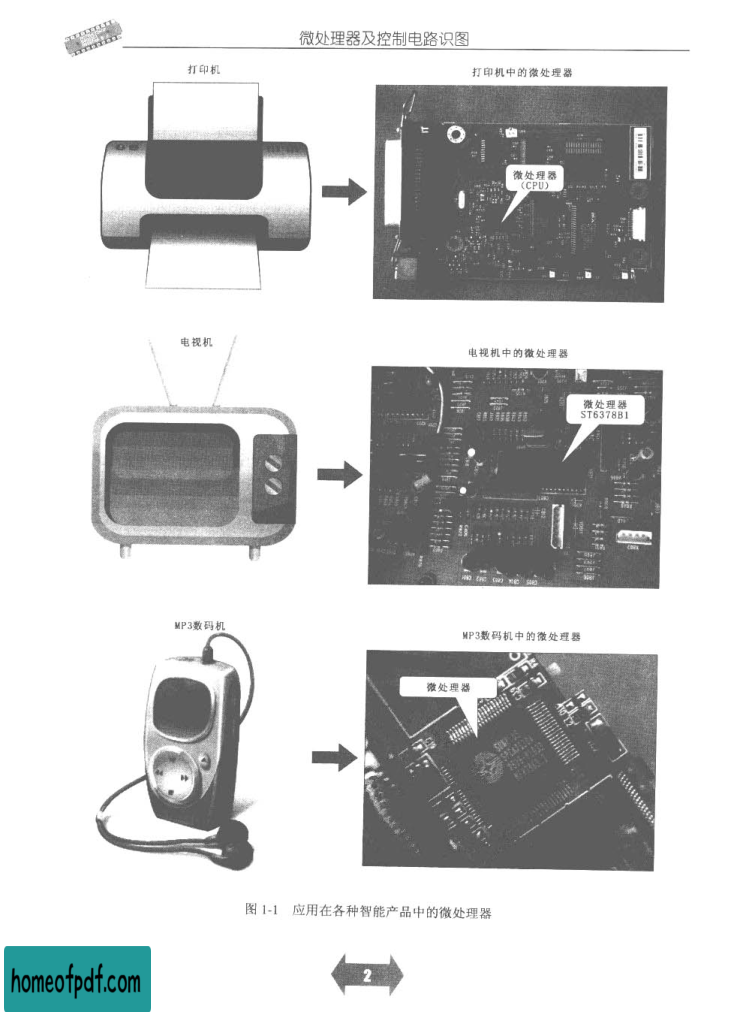 微处理器及控制电路识图
打印机
打印机中的微处理器
微处理器
(CPU)
电视机
电视机中的微处理器
微处理器
ST6378B1
MP3数码机
MP3数码机中的微处理器
微处理器
图 1-1 应用在各种智能产品中的微处理器
2
homeofpdf.com